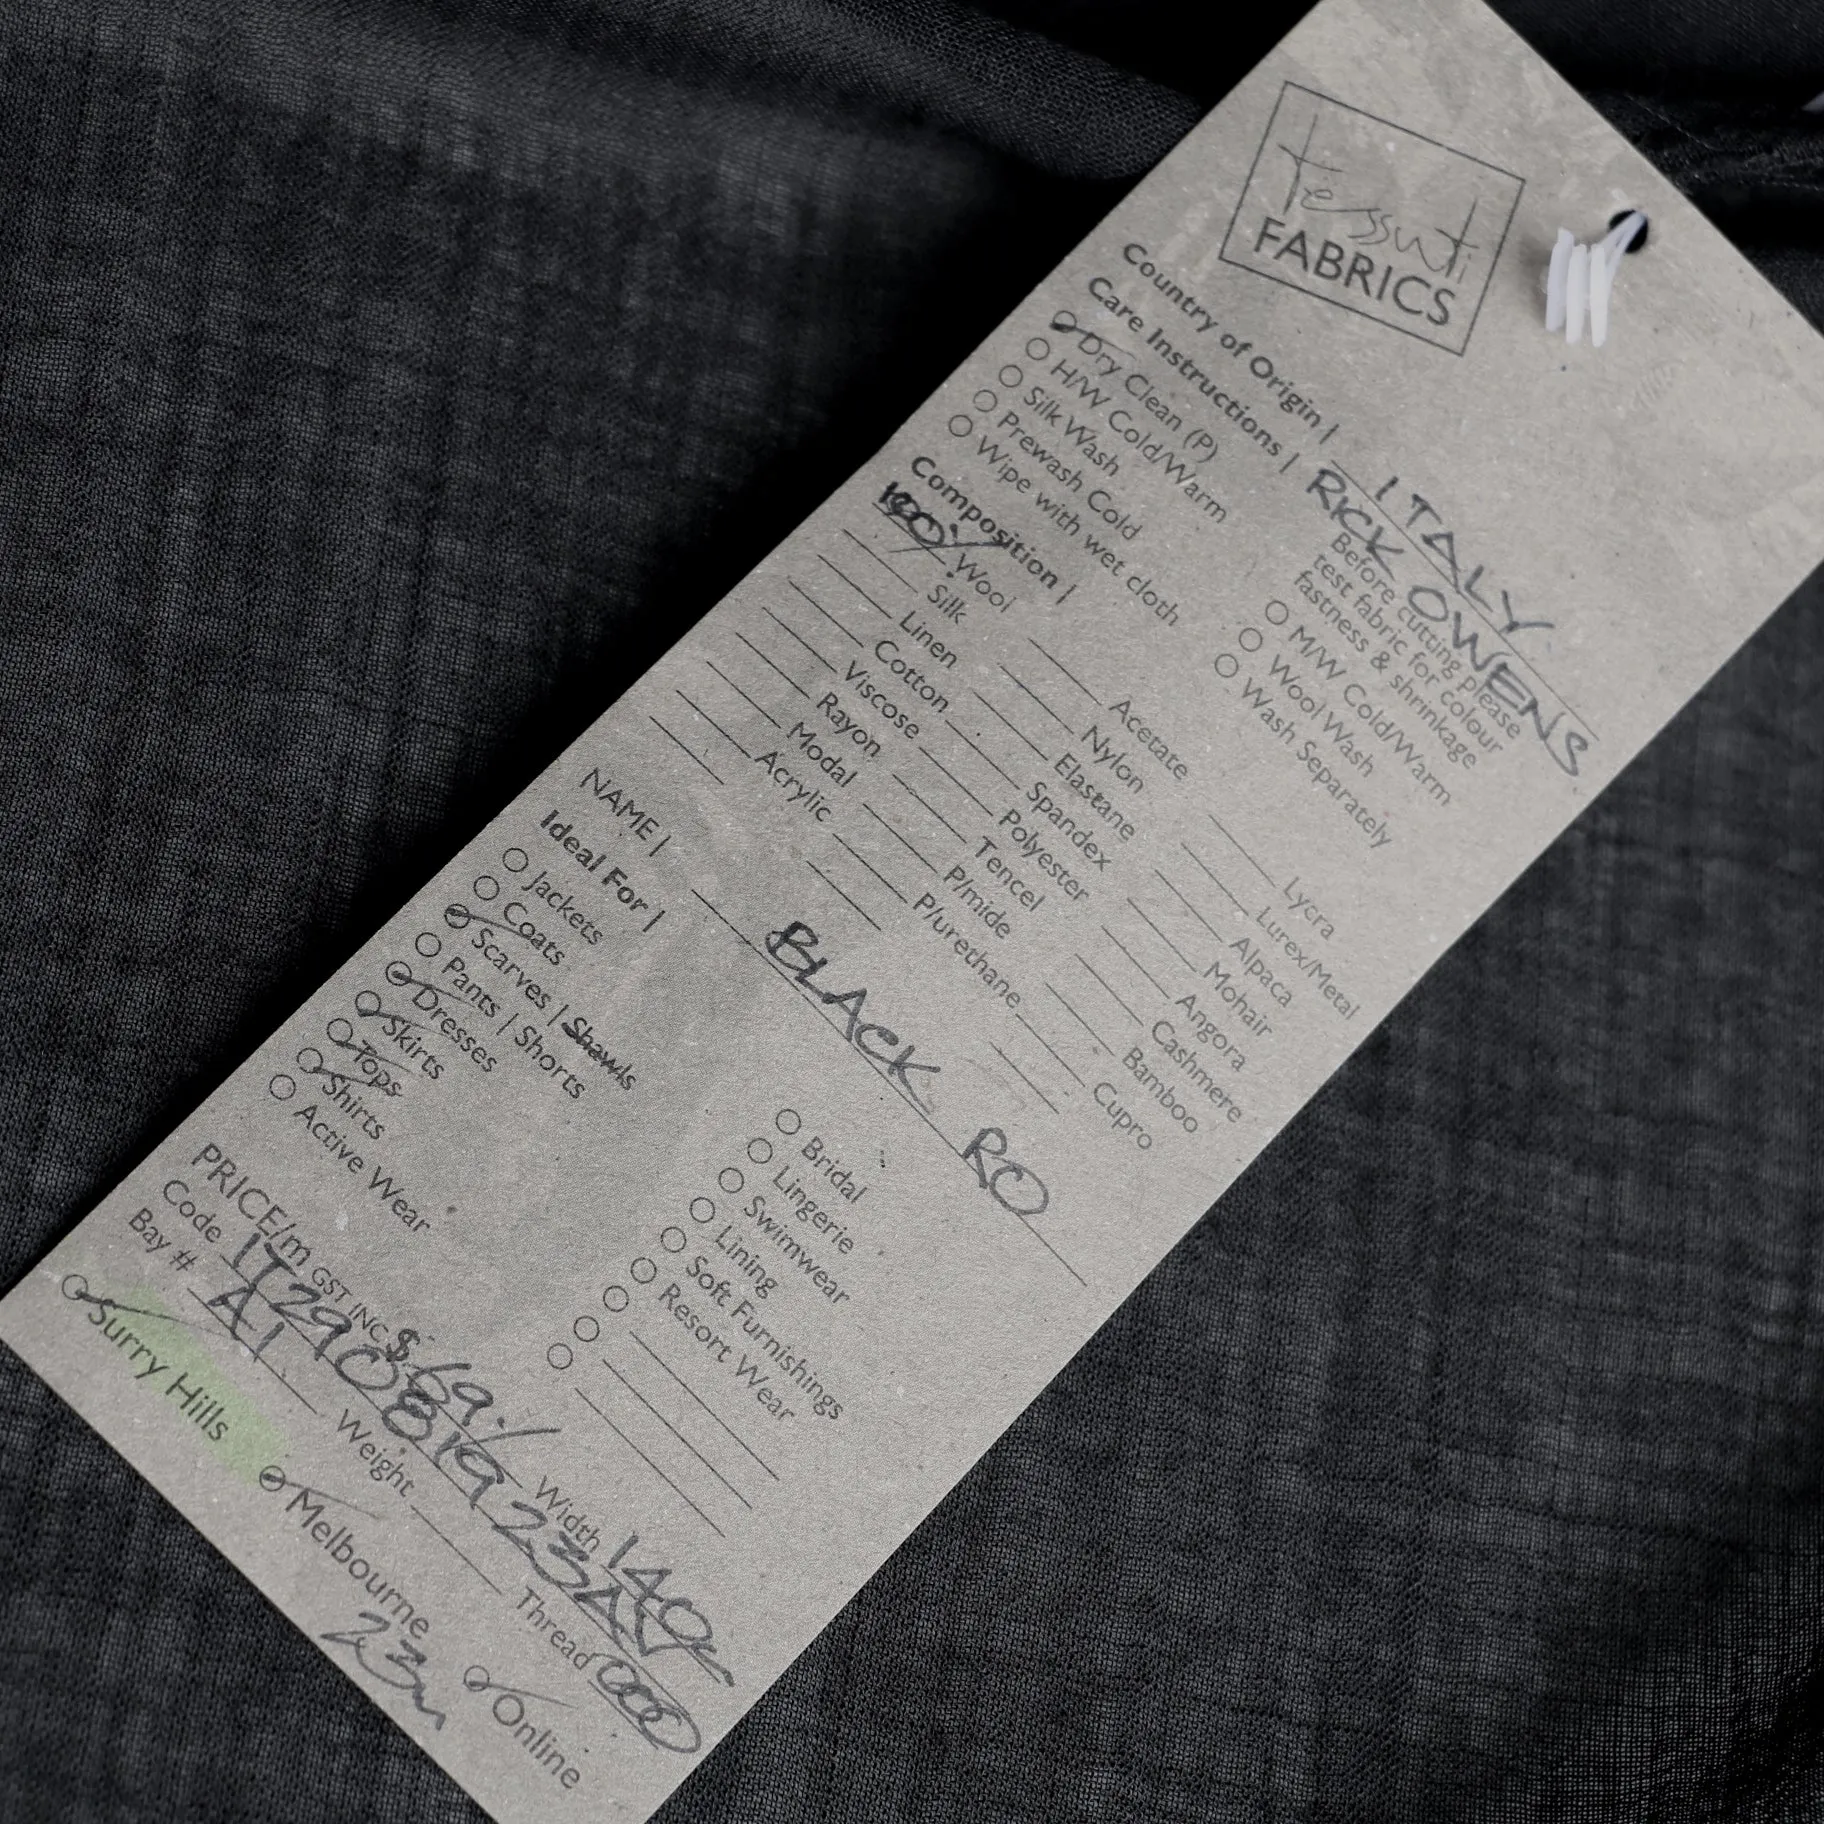 tessuti
FABRICS
Country of Origin | ITALY
Care Instructions | RICK OWENS
Dry Clean (P)
H/W Cold/Warm
Silk Wash
Prewash Cold
Wipe with wet cloth
Before cutting please
test fabric for colour
fastness & shrinkage
M/W Cold/Warm
Wool Wash
Wash Separately
Composition |
100% Wool
Silk
Linen
Cotton
Viscose
Rayon
Modal
Acrylic
Acetate
Nylon
Elastane
Spandex
Polyester
Tencel
P/mide
P/urethane
Lycra
Lurex/Metal
Alpaca
Mohair
Angora
Cashmere
Bamboo
Cupro
NAME | BLACK RO
Ideal For |
Jackets
Coats
Scarves | Shawls
Pants | Shorts
Dresses
Skirts
Tops
Shirts
Active Wear
Bridal
Lingerie
Swimwear
Lining
Soft Furnishings
Resort Wear
PRICE/m GST INC $69. Width 140
Code IT290819 23
Bay # A1 Weight Thread 000
Surry Hills Melbourne Online
23m